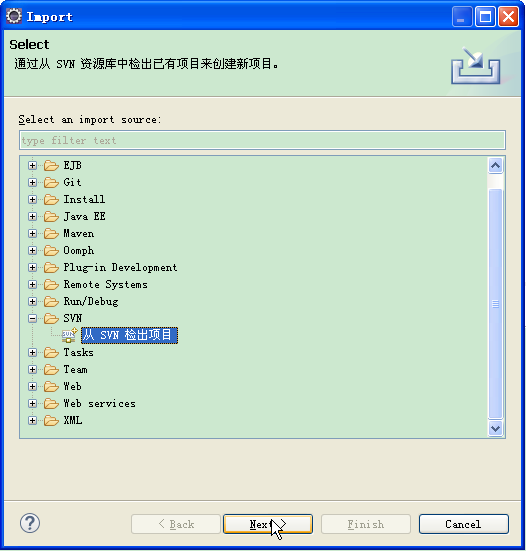 Import
Select
通过从 SVN 资源库中检出已有项目来创建新项目。
Select an import source:
type filter text
EJB
Git
Install
Java EE
Maven
Oomph
Plug-in Development
Remote Systems
Run/Debug
SVN
从 SVN 检出项目
Tasks
Team
Web
Web services
XML
? < Back Next > Finish Cancel